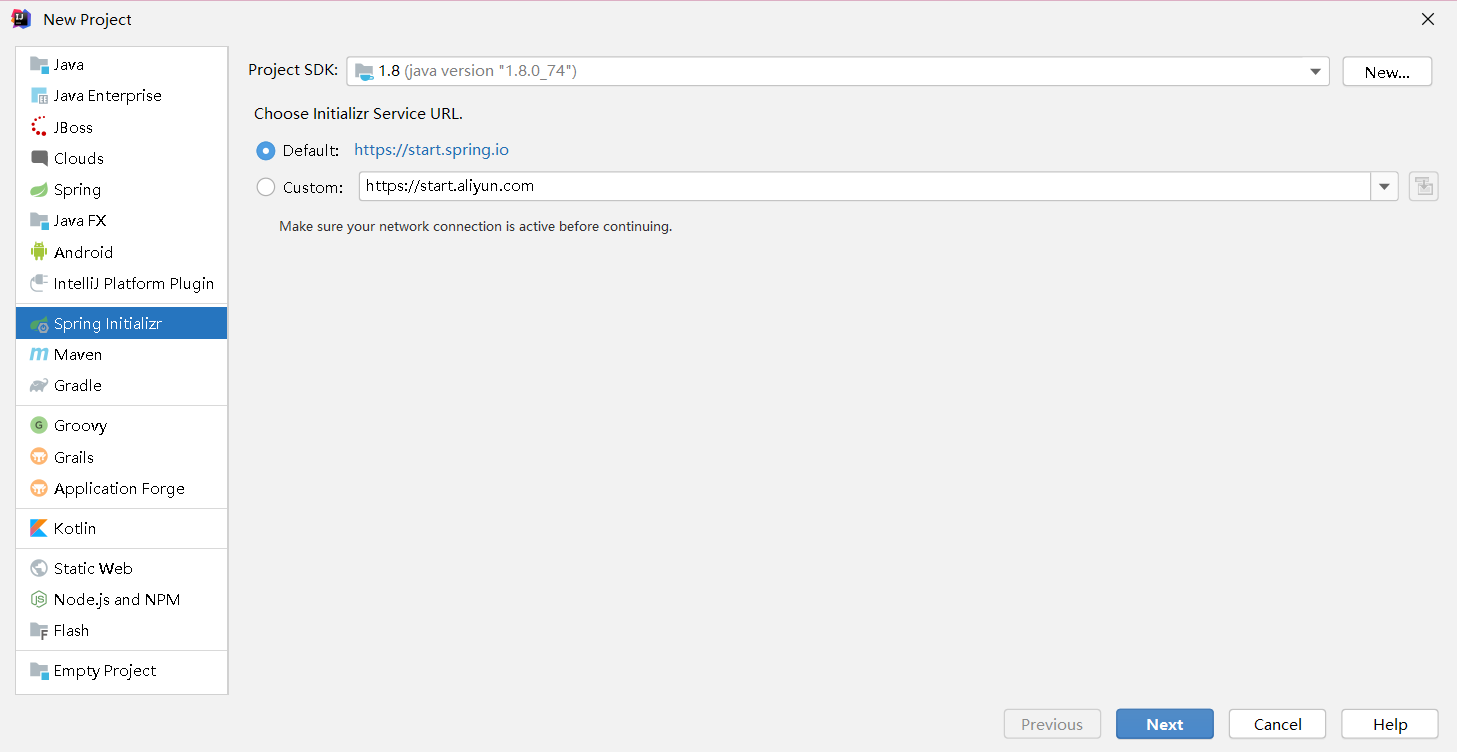 New Project
Java
Java Enterprise
JBoss
Clouds
Spring
Java FX
Android
IntelliJ Platform Plugin
Spring Initializr
Maven
Gradle
Groovy
Grails
Application Forge
Kotlin
Static Web
Node.js and NPM
Flash
Empty Project
Project SDK: 1.8 (java version "1.8.0_74") New...
Choose Initializr Service URL.
Default: https://start.spring.io
Custom: https://start.aliyun.com
Make sure your network connection is active before continuing.
Previous Next Cancel Help